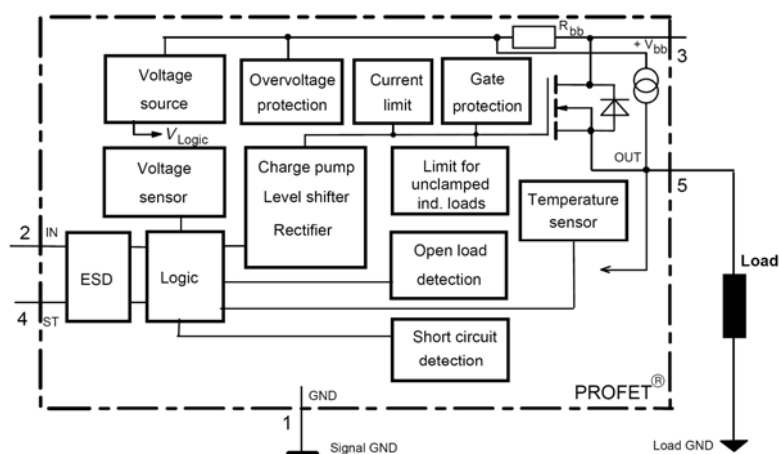 R bb
+ V bb
3
Voltage
source
Overvoltage
protection
Current
limit
Gate
protection
V Logic
Voltage
sensor
Charge pump
Level shifter
Rectifier
Limit for
unclamped
ind. loads
OUT
5
Temperature
sensor
2
IN
ESD
Logic
Open load
detection
4
ST
Short circuit
detection
Load
PROFET®
GND
1
Signal GND
Load GND